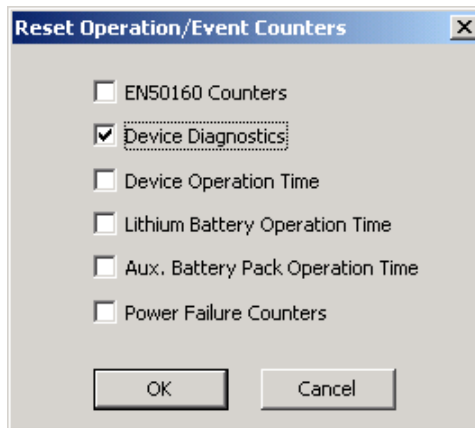 Reset Operation/Event Counters
EN50160 Counters
Device Diagnostics
Device Operation Time
Lithium Battery Operation Time
Aux. Battery Pack Operation Time
Power Failure Counters
OK Cancel